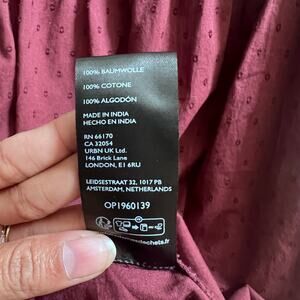 100% BAUMWOLLE
100% COTONE
100% ALGODÓN
MADE IN INDIA
HECHO EN INDIA
RN 66170
CA 32054
URBN UK Ltd.
146 Brick Lane
LONDON, E1 6RU
LEIDSESTRAAT 32, 1017 PB
AMSTERDAM, NETHERLANDS
OP1960139